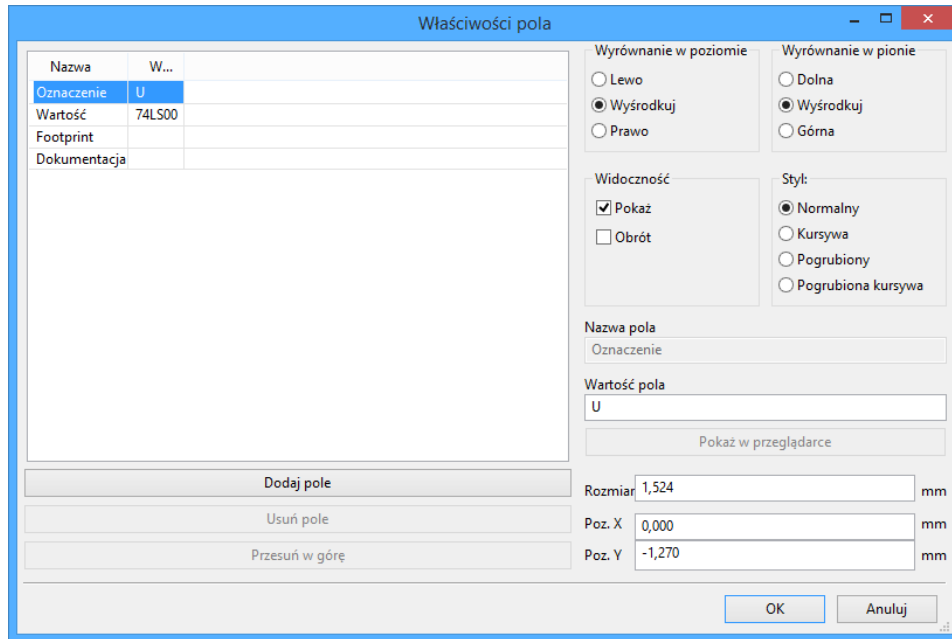 Właściwości pola
Nazwa W...
Oznaczenie U
Wartość 74LS00
Footprint
Dokumentacja
Dodaj pole
Usuń pole
Przesuń w górę
Wyrównanie w poziomie
Lewo
Wyśrodkuj
Prawo
Wyrównanie w pionie
Dolna
Wyśrodkuj
Górna
Widoczność
Pokaż
Obrót
Styl:
Normalny
Kursywa
Pogrubiony
Pogrubiona kursywa
Nazwa pola
Oznaczenie
Wartość pola
U
Pokaż w przeglądarce
Rozmiar 1,524 mm
Poz. X 0,000 mm
Poz. Y -1,270 mm
OK Anuluj